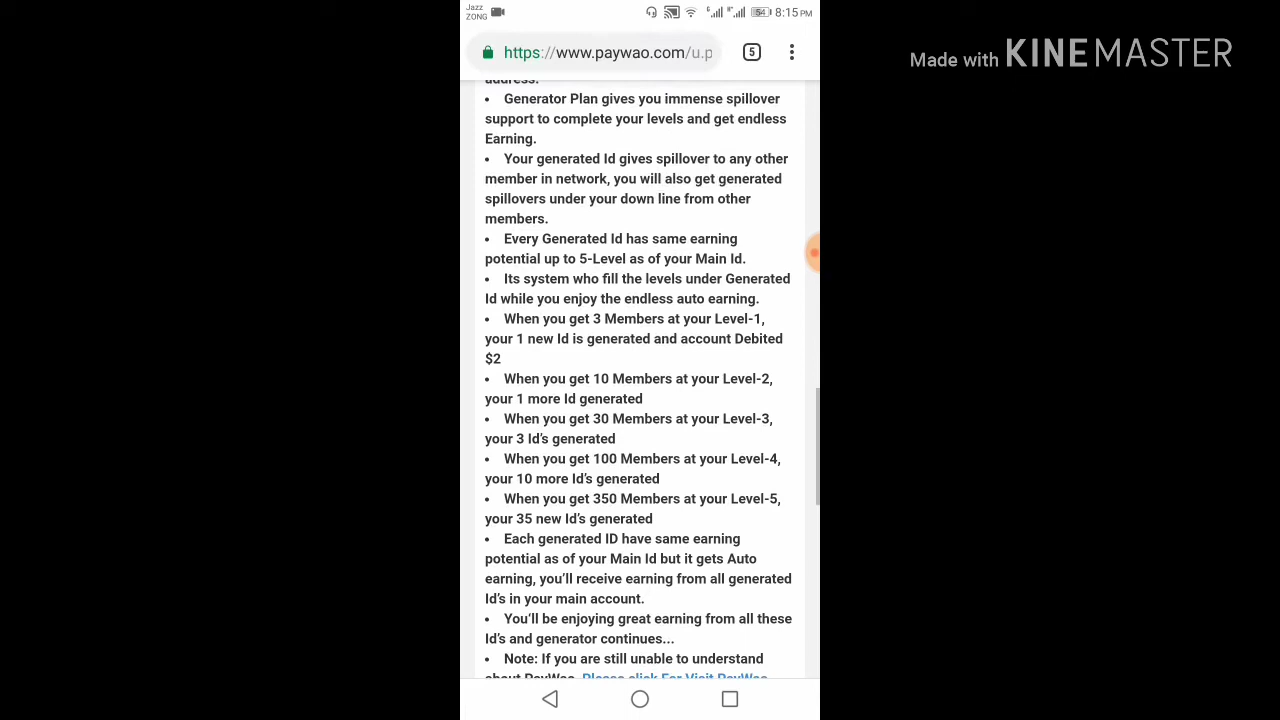 Jazz
ZONG
54 8:15 PM
https://www.paywao.com/u.p
5
Made with KINEMASTER
address.
• Generator Plan gives you immense spillover
support to complete your levels and get endless
Earning.
• Your generated Id gives spillover to any other
member in network, you will also get generated
spillovers under your down line from other
members.
• Every Generated Id has same earning
potential up to 5-Level as of your Main Id.
• Its system who fill the levels under Generated
Id while you enjoy the endless auto earning.
• When you get 3 Members at your Level-1,
your 1 new Id is generated and account Debited
$2
• When you get 10 Members at your Level-2,
your 1 more Id generated
• When you get 30 Members at your Level-3,
your 3 Id's generated
• When you get 100 Members at your Level-4,
your 10 more Id's generated
• When you get 350 Members at your Level-5,
your 35 new Id's generated
• Each generated ID have same earning
potential as of your Main Id but it gets Auto
earning, you'll receive earning from all generated
Id's in your main account.
• You'll be enjoying great earning from all these
Id's and generator continues...
• Note: If you are still unable to understand
about PayWao, Please click For Visit PayWao